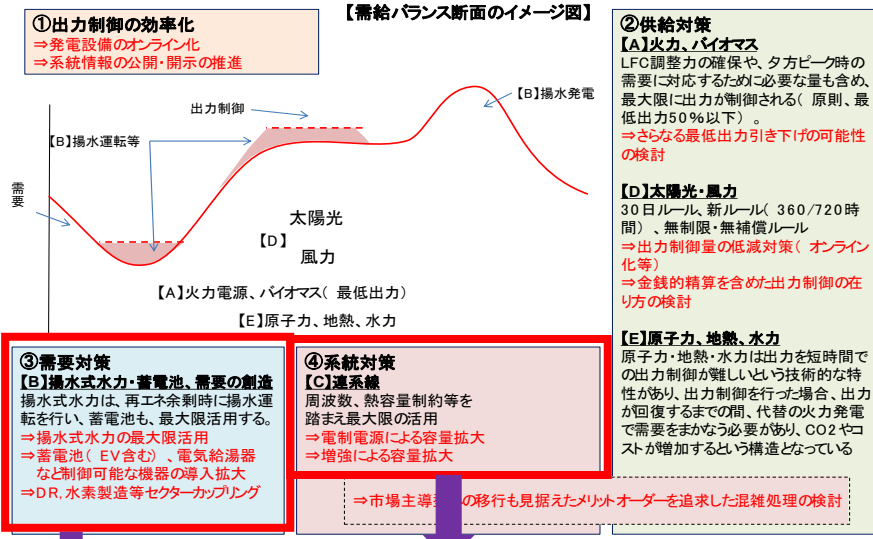 【需給バランス断面のイメージ図】
①出力制御の効率化
⇒発電設備のオンライン化
⇒系統情報の公開・開示の推進
出力制御
【B】揚水運転等
【B】揚水発電
需要
太陽光
【D】
風力
【A】火力電源、バイオマス( 最低出力)
【E】原子力、地熱、水力
②供給対策
【A】火力、バイオマス
LFC調整力の確保や、夕方ピーク時の
需要に対応するために必要な量も含め、
最大限に出力が制御される( 原則、最
低出力50%以下) 。
⇒さらなる最低出力引き下げの可能性
の検討
【D】太陽光・風力
30日ルール、新ルール( 360/720時
間) 、無制限・無補償ルール
⇒出力制御量の低減対策( オンライン
化等)
⇒金銭的精算を含めた出力制御の在
り方の検討
【E】原子力、地熱、水力
原子力・地熱・水力は出力を短時間で
の出力制御が難しいという技術的な特
性があり、出力制御を行った場合、出力
が回復するまでの間、代替の火力発電
で需要をまかなう必要があり、CO2やコ
ストが増加するという構造となっている
③需要対策
【B】揚水式水力・蓄電池、需要の創造
揚水式水力は、再エネ余剰時に揚水運
転を行い、蓄電池も、最大限活用する。
⇒揚水式水力の最大限活用
⇒蓄電池( EV含む) 、電気給湯器
など制御可能な機器の導入拡大
⇒DR,水素製造等セクターカップリング
④系統対策
【C】連系線
周波数、熱容量制約等を
踏まえ最大限の活用
⇒電制電源による容量拡大
⇒増強による容量拡大
⇒市場主導 の移行も見据えたメリットオーダーを追求した混雑処理の検討